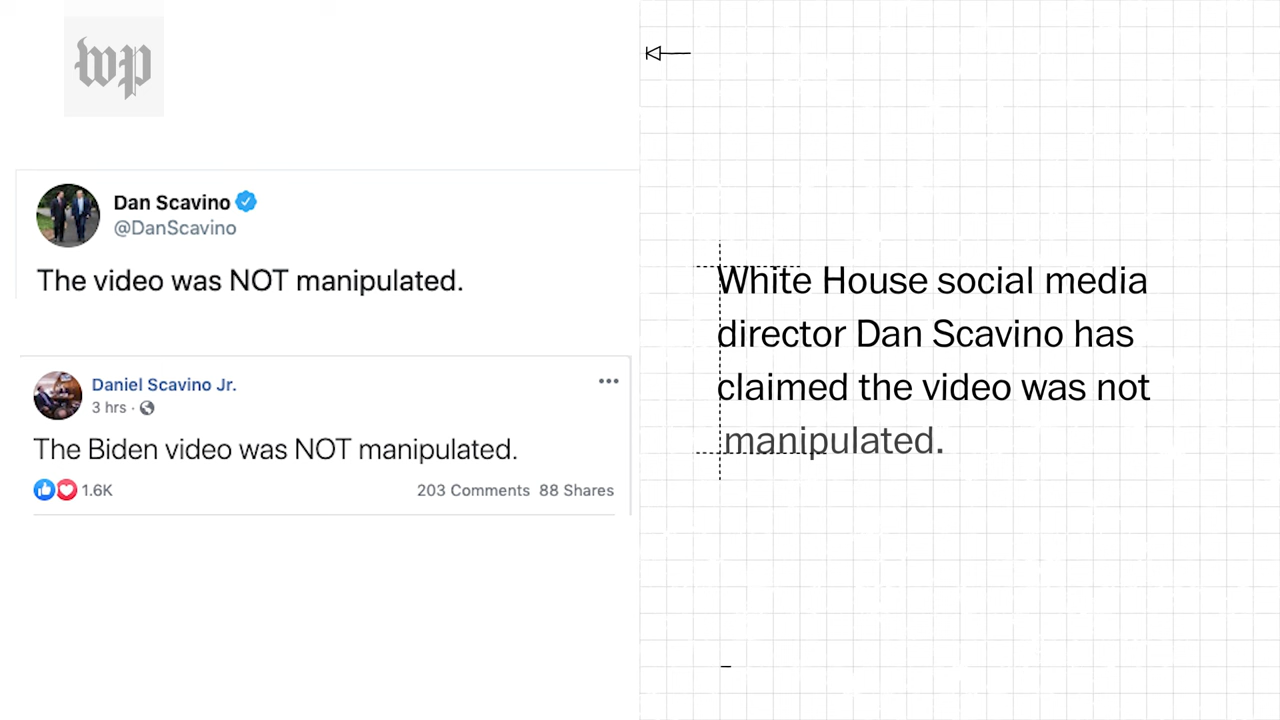 wp
Dan Scavino
@DanScavino
The video was NOT manipulated.
Daniel Scavino Jr.
3 hrs ·
The Biden video was NOT manipulated.
1.6K 203 Comments 88 Shares
White House social media
director Dan Scavino has
claimed the video was not
manipulated.